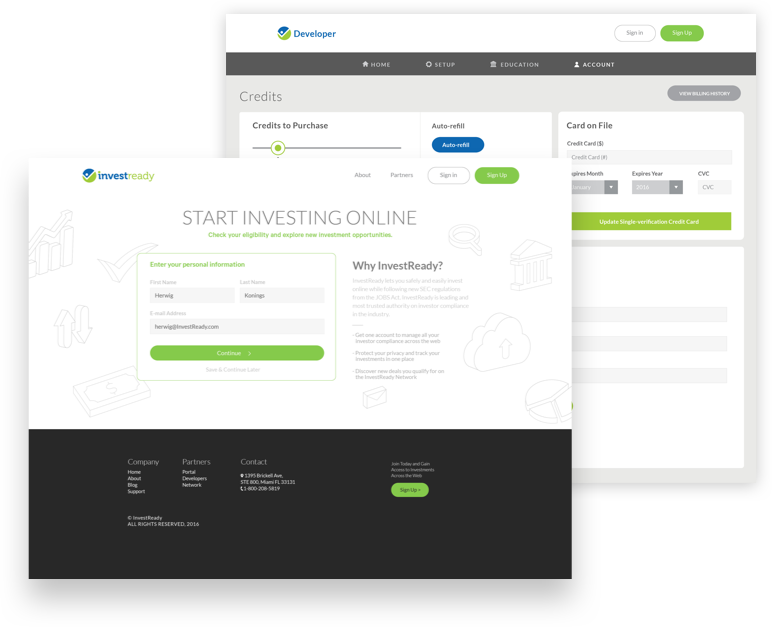 Developer
Sign in
Sign Up
HOME
SETUP
EDUCATION
ACCOUNT
Credits
VIEW BILLING HISTORY
Credits to Purchase
Auto-refill
Auto-refill
Card on File
Credit Card ($)
Credit Card (#)
Expires Year
CVC
2016
CVC
Update Single-verification Credit Card
investready
About
Partners
Sign in
Sign Up
START INVESTING ONLINE
Check your eligibility and explore new investment opportunities.
Enter your personal information
First Name
Last Name
Herwig
Konings
E-mail Address
herwig@InvestReady.com
Continue >
Save & Continue Later
Why InvestReady?
InvestReady lets you safely and easily invest
online while following new SEC regulations
from the JOBS Act. InvestReady is leading and
most trusted authority on investor compliance
in the industry.
- Get one account to manage all your
investor compliance across the web
- Protect your privacy and track your
investments in one place
- Discover new deals you qualify for on
the InvestReady Network
Company
Home
About
Blog
Support
Partners
Portal
Developers
Network
Contact
1395 Brickell Ave,
STE 800, Miami FL 33131
1-800-208-5819
Join Today and Gain
Access to Investments
Across the Web
Sign Up >
© InvestReady
ALL RIGHTS RESERVED, 2016